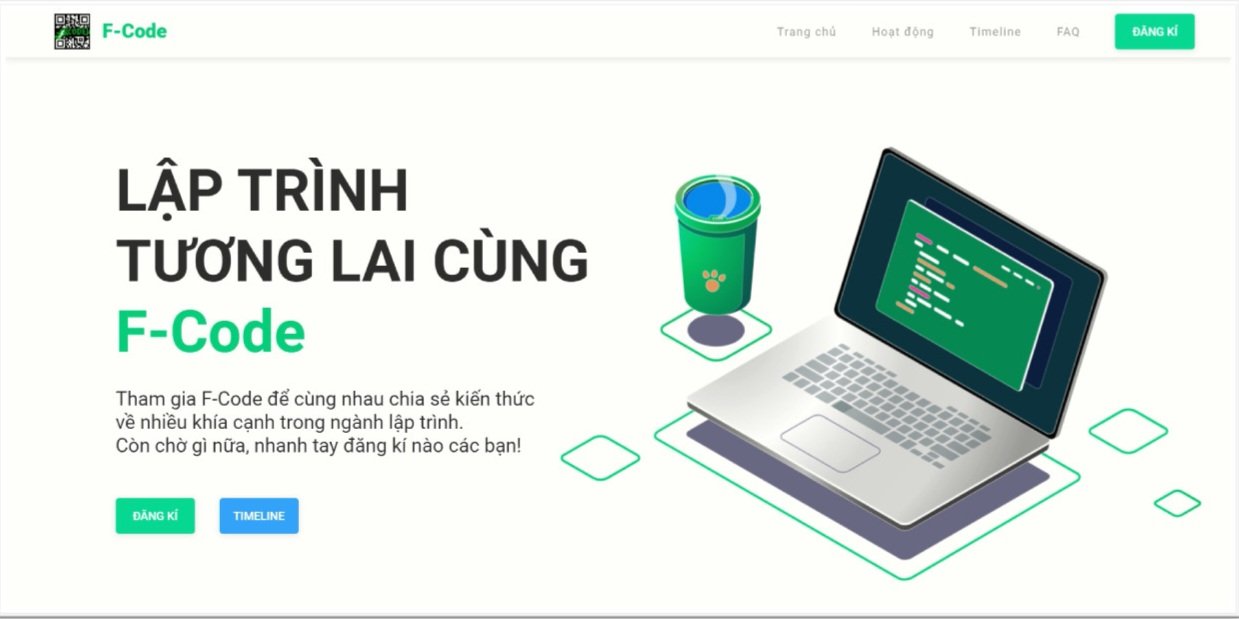 F-Code
Trang chủ
Hoạt động
Timeline
FAQ
ĐĂNG KÍ
LẬP TRÌNH
TƯƠNG LAI CÙNG
F-Code
Tham gia F-Code để cùng nhau chia sẻ kiến thức
về nhiều khía cạnh trong ngành lập trình.
Còn chờ gì nữa, nhanh tay đăng kí nào các bạn!
ĐĂNG KÍ
TIMELINE